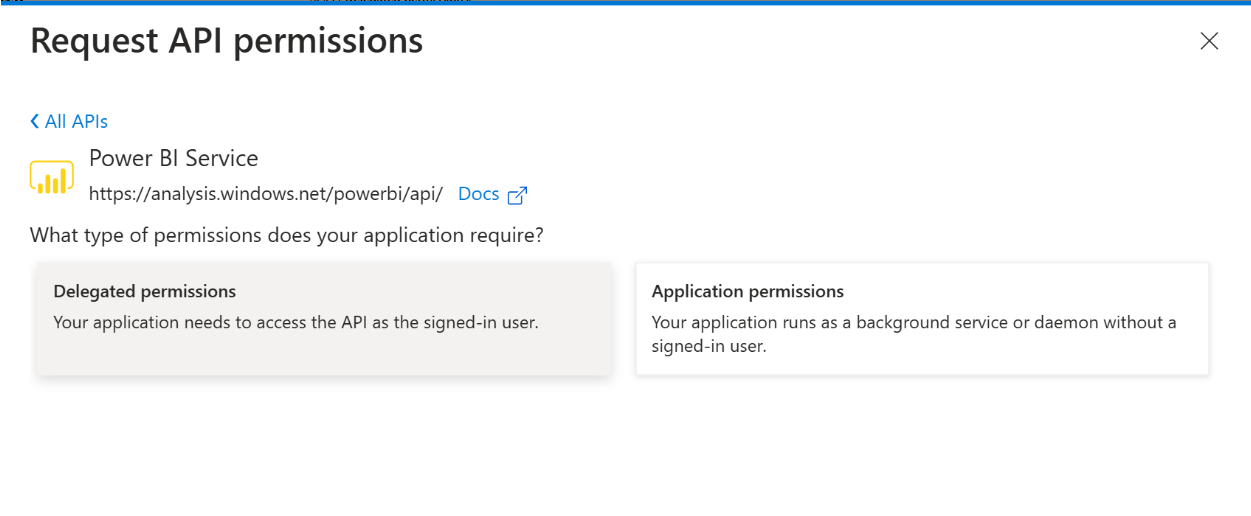 Request API permissions
All APIs
Power BI Service
https://analysis.windows.net/powerbi/api/ Docs
What type of permissions does your application require?
Delegated permissions
Your application needs to access the API as the signed-in user.
Application permissions
Your application runs as a background service or daemon without a
signed-in user.